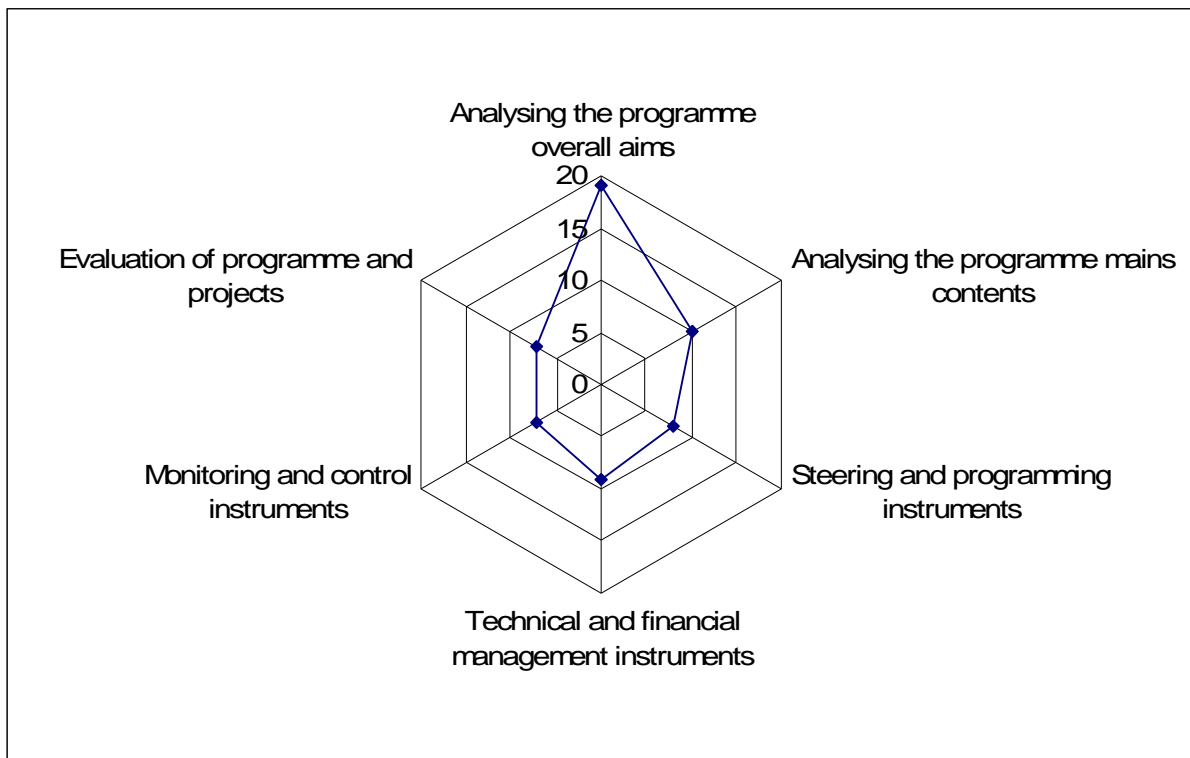 Analysing the programme
overall aims
20
15
10
5
0
Analysing the programme mains
contents
Steering and programming
instruments
Technical and financial
management instruments
Monitoring and control
instruments
Evaluation of programme and
projects